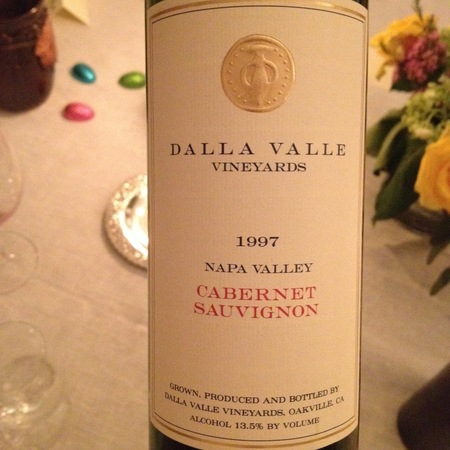 DALLA VALLE
VINEYARDS
1997
NAPA VALLEY
CABERNET
SAUVIGNON
GROWN, PRODUCED AND BOTTLED BY
DALLA VALLE VINEYARDS, OAKVILLE, CA
ALCOHOL 13.5% BY VOLUME